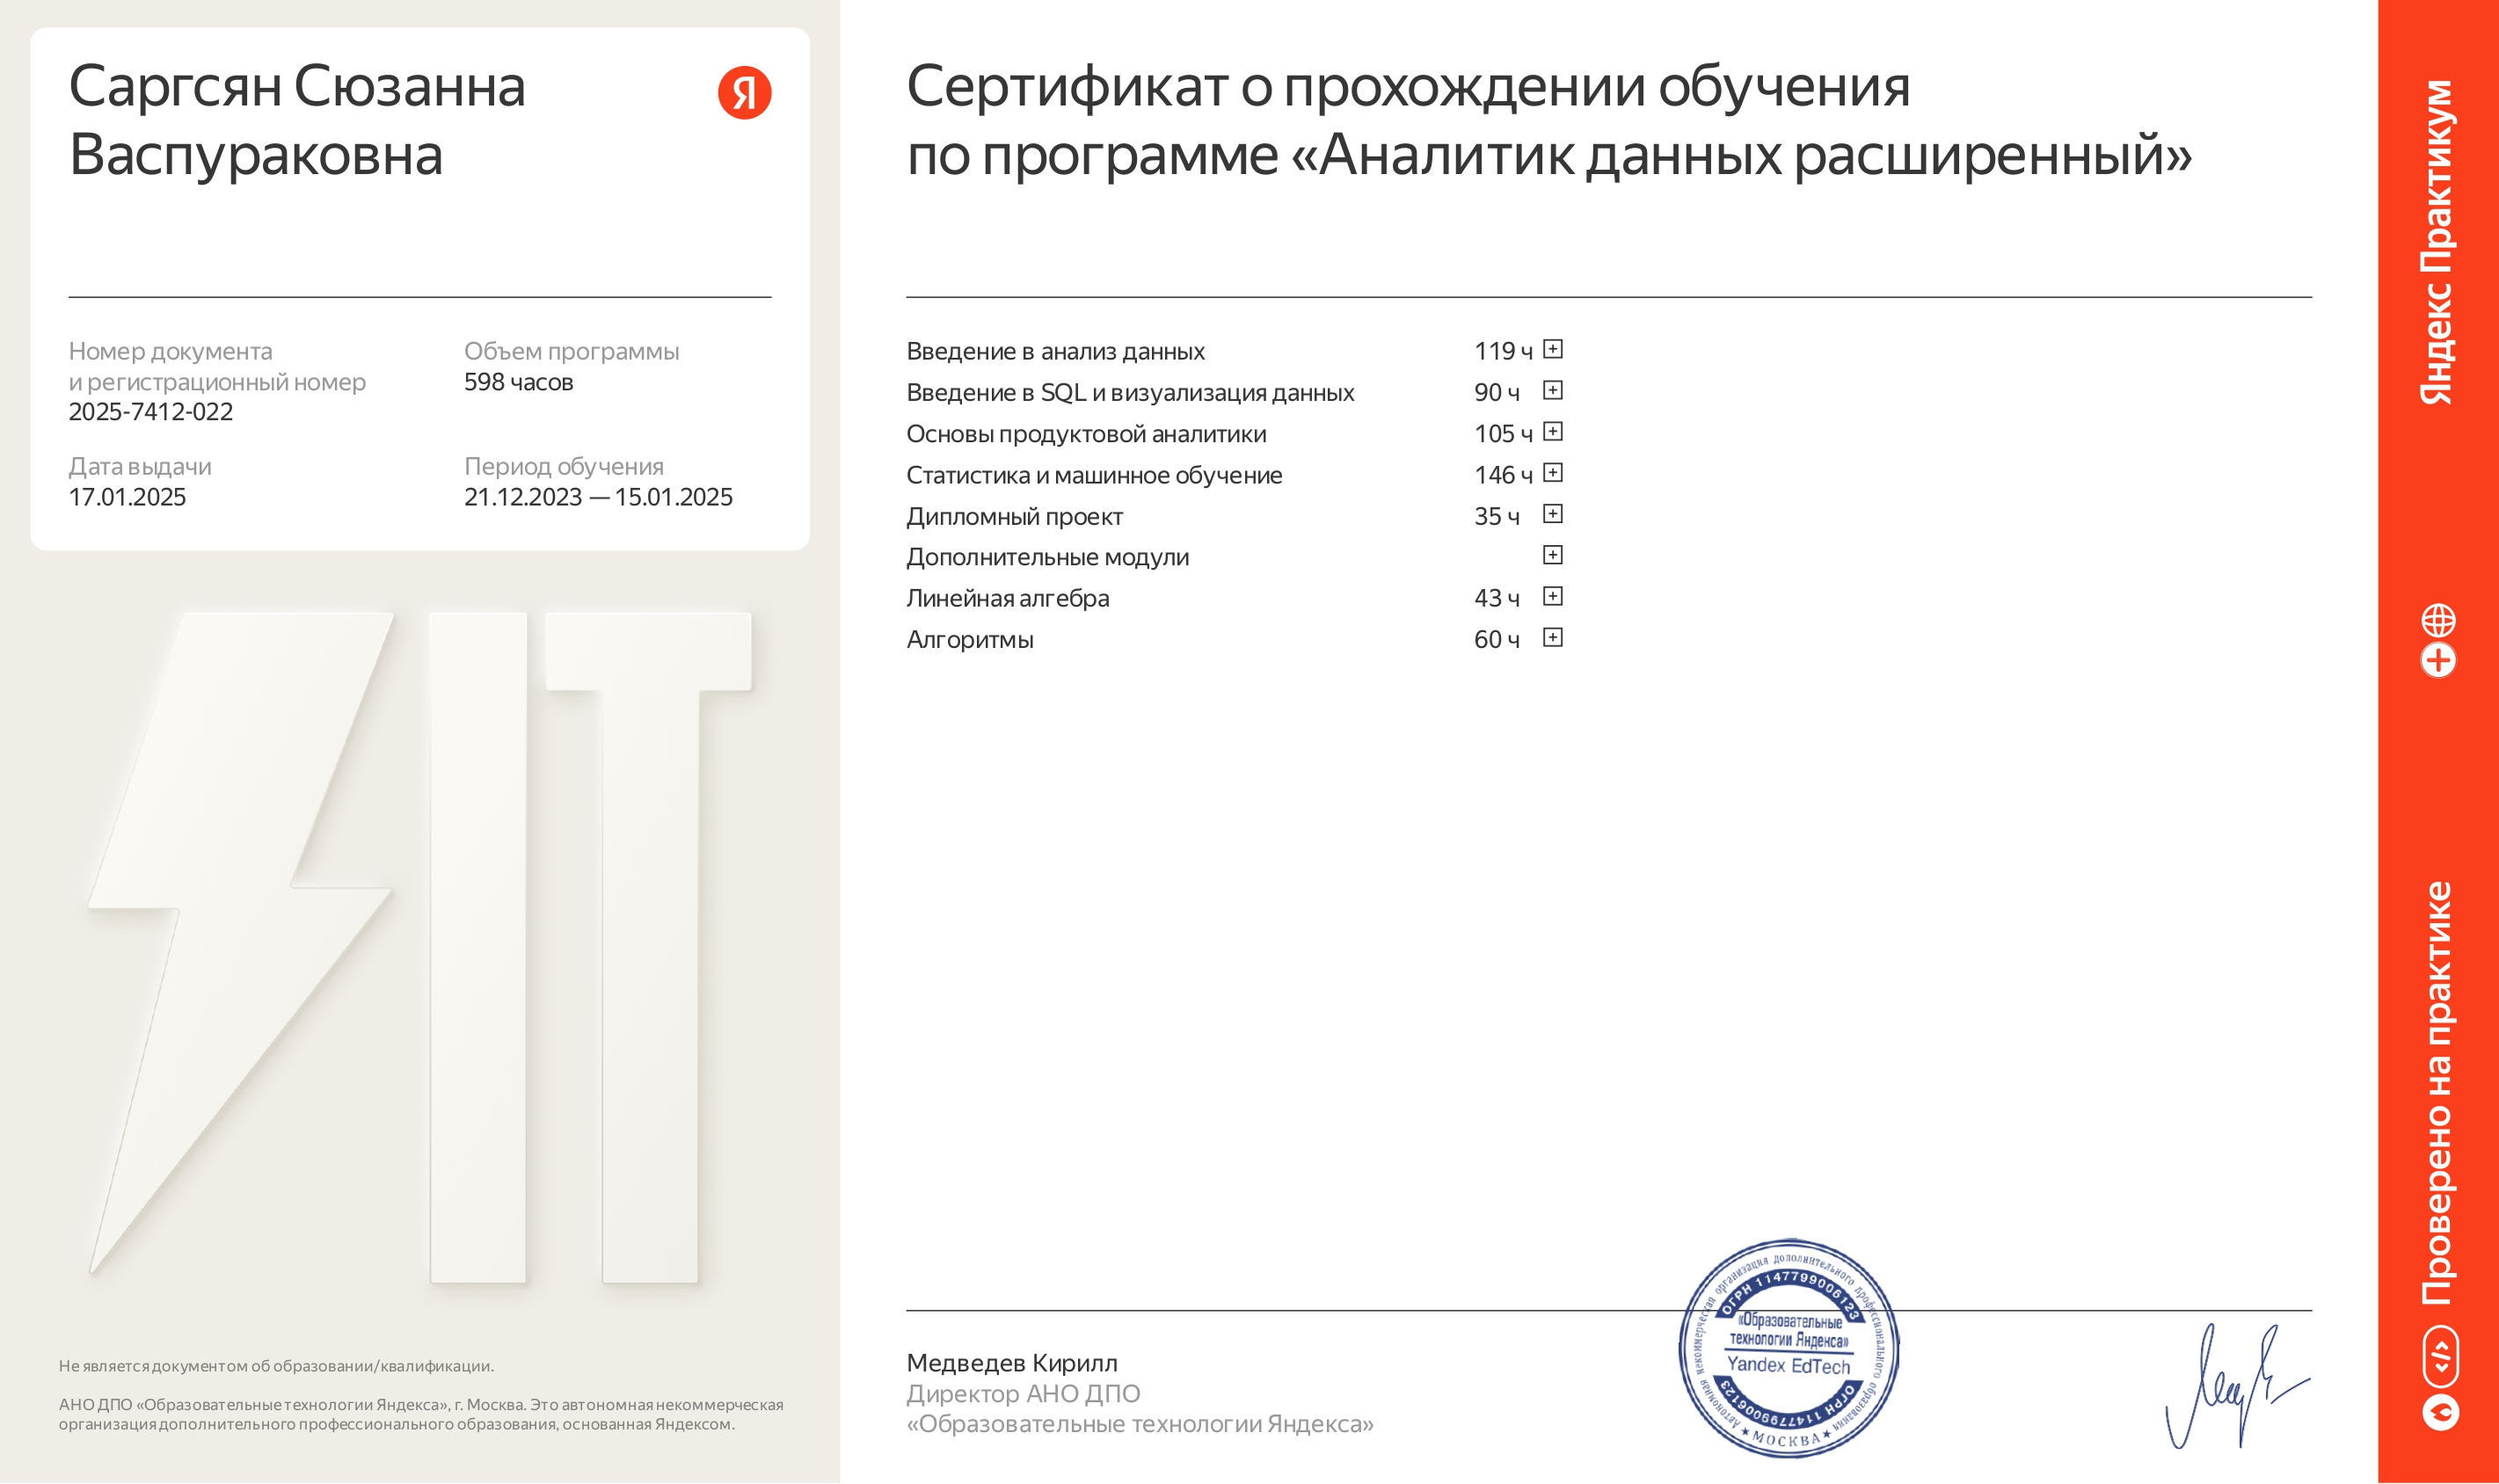 Саргсян Сюзанна
Васпураковна
Я
Номер документа
и регистрационный номер
2025-7412-022
Объем программы
598 часов
Дата выдачи
17.01.2025
Период обучения
21.12.2023 — 15.01.2025
Не является документом об образовании/квалификации.
АНО ДПО «Образовательные технологии Яндекса», г. Москва. Это автономная некоммерческая
организация дополнительного профессионального образования, основанная Яндексом.
Сертификат о прохождении обучения
по программе «Аналитик данных расширенный»
Введение в анализ данных 119 ч
Введение в SQL и визуализация данных 90 ч
Основы продуктовой аналитики 105 ч
Статистика и машинное обучение 146 ч
Дипломный проект 35 ч
Дополнительные модули
Линейная алгебра 43 ч
Алгоритмы 60 ч
Медведев Кирилл
Директор АНО ДПО
«Образовательные технологии Яндекса»
Автономная некоммерческая организация дополнительного профессионального образования
ОГРН 1147799006123
«Образовательные
технологии Яндекса»
Yandex EdTech
ОГРН 1147799006123
★ МОСКВА ★
Яндекс Практикум
Проверено на практике